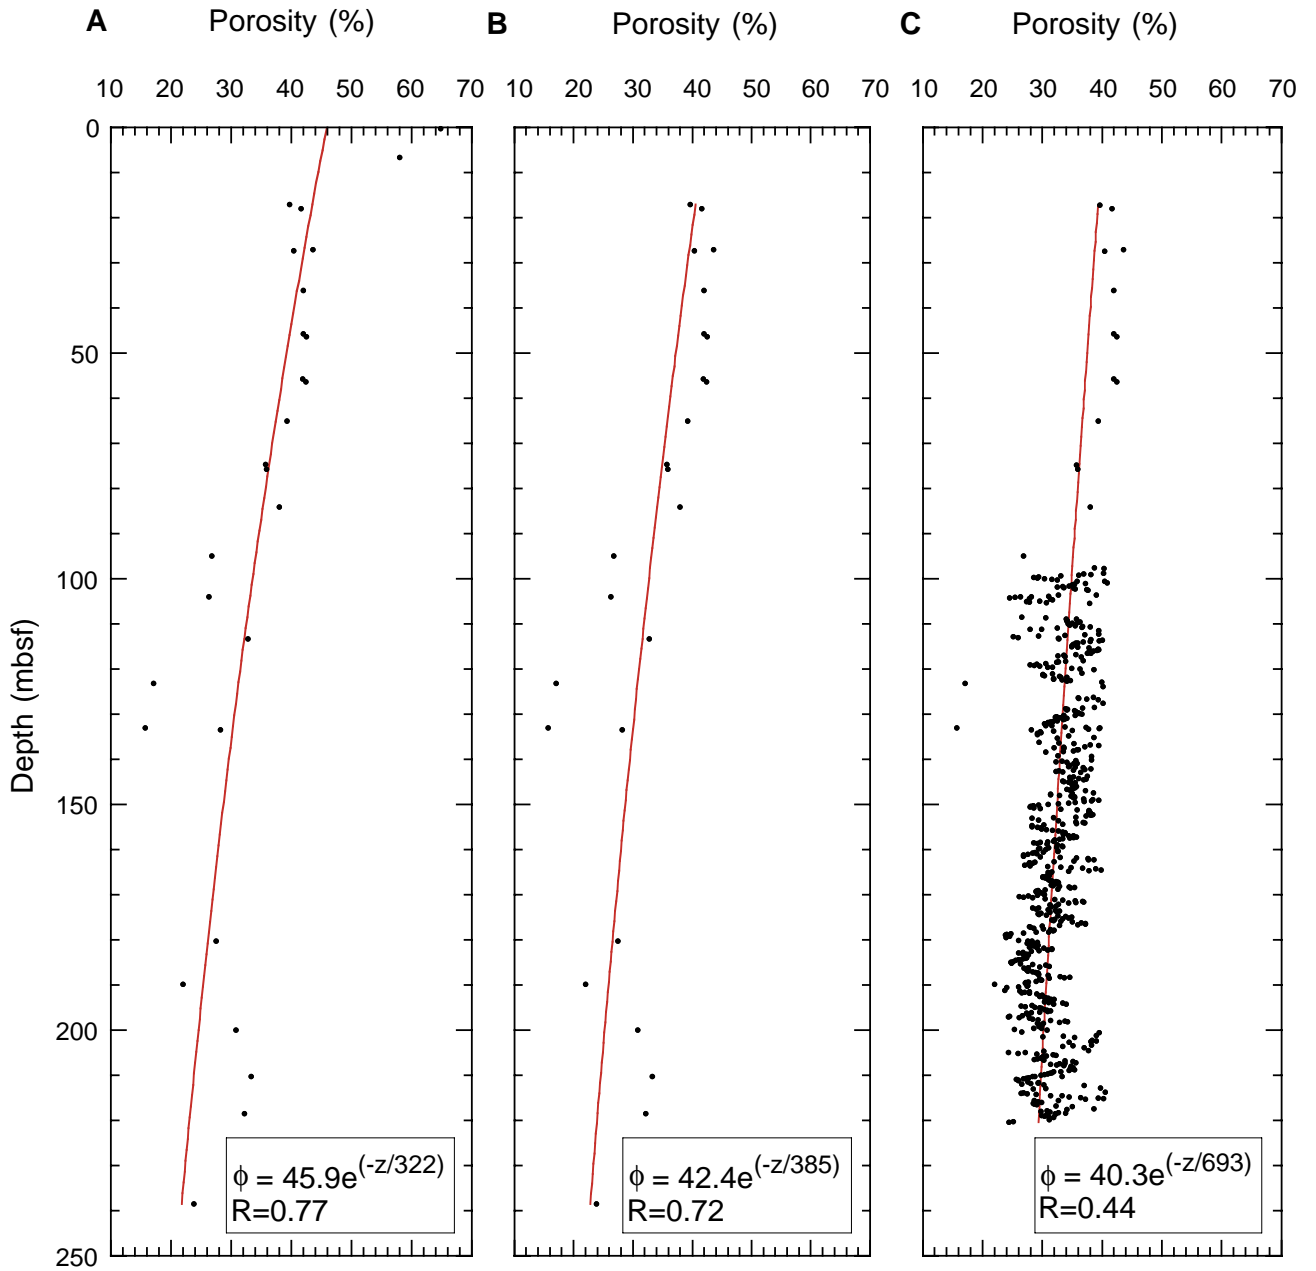 A Porosity (%) B Porosity (%) C Porosity (%)
10 20 30 40 50 60 70 10 20 30 40 50 60 70 10 20 30 40 50 60 70
0
50
100
150
200
250
Depth (mbsf)
ϕ = 45.9e^(-z/322)
R=0.77
ϕ = 42.4e^(-z/385)
R=0.72
ϕ = 40.3e^(-z/693)
R=0.44